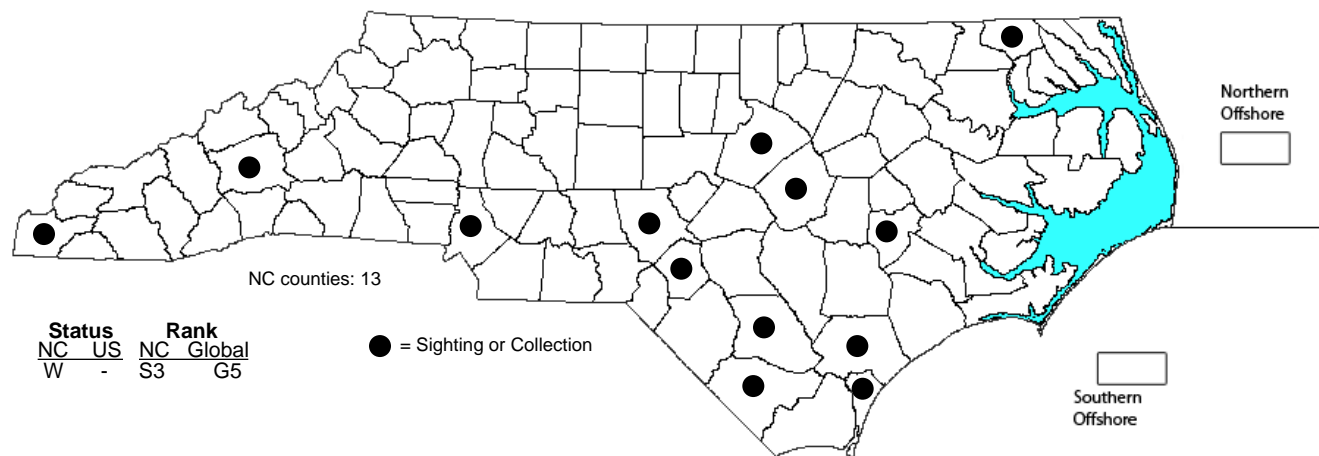 Northern
Offshore
NC counties: 13
Status Rank
NC US NC Global
W - S3 G5
= Sighting or Collection
Southern
Offshore